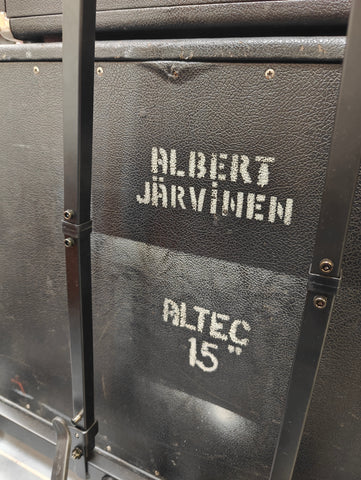 ALBERT
JÄRViNEN
ALTEC
15"